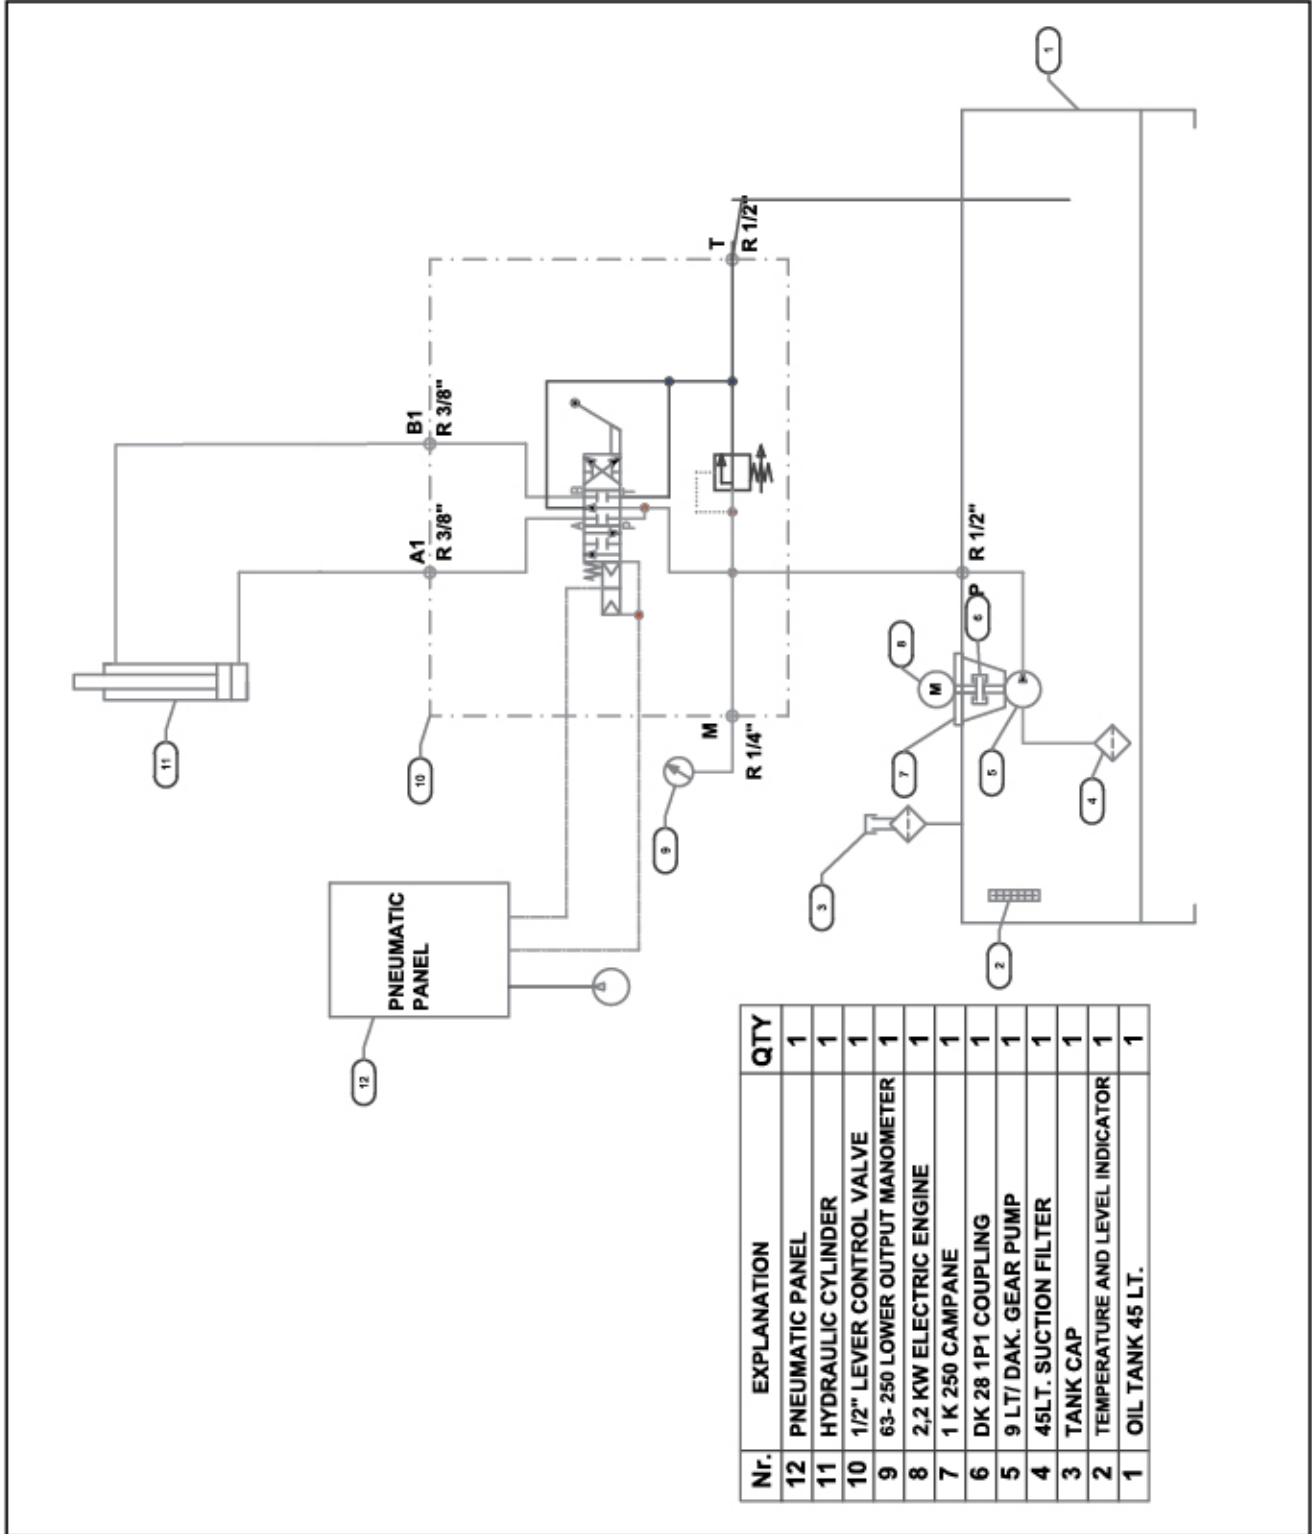 1
T
R 1/2"
B1
R 3/8"
A1
R 3/8"
R 1/2"
P
6
8
M
M
R 1/4"
11
10
7
5
4
9
3
2
PNEUMATIC
PANEL
12
Nr. EXPLANATION QTY
12 PNEUMATIC PANEL 1
11 HYDRAULIC CYLINDER 1
10 1/2" LEVER CONTROL VALVE 1
9 63- 250 LOWER OUTPUT MANOMETER 1
8 2,2 KW ELECTRIC ENGINE 1
7 1 K 250 CAMPANE 1
6 DK 28 1P1 COUPLING 1
5 9 LT/ DAK. GEAR PUMP 1
4 45LT. SUCTION FILTER 1
3 TANK CAP 1
2 TEMPERATURE AND LEVEL INDICATOR 1
1 OIL TANK 45 LT. 1